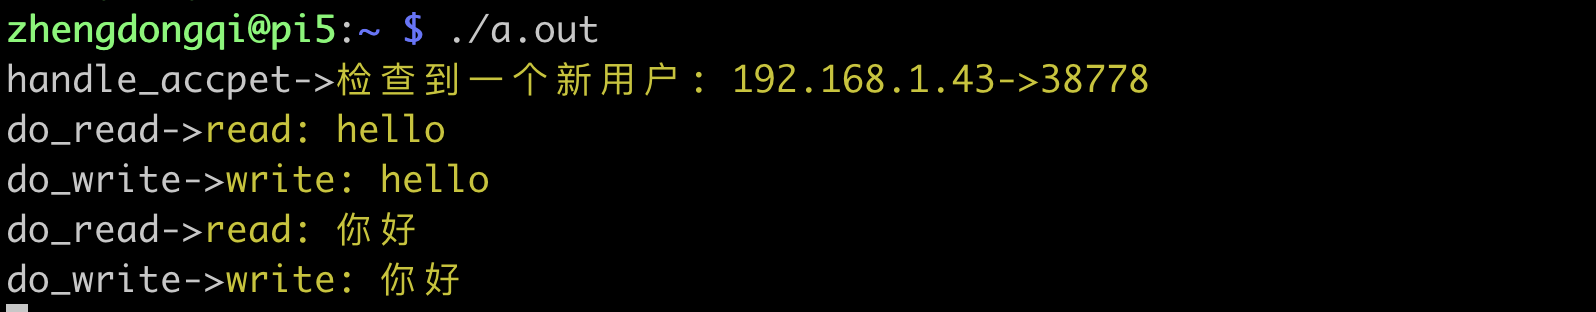 zhengdongqi@pi5:~ $ ./a.out
handle_accpet->检查到一个新用户: 192.168.1.43->38778
do_read->read: hello
do_write->write: hello
do_read->read: 你好
do_write->write: 你好